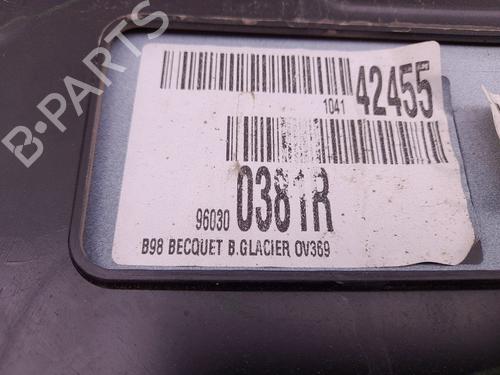 B-PARTS
1041 42455
96030 0381R
B98 BECQUET B.GLACIER OV369